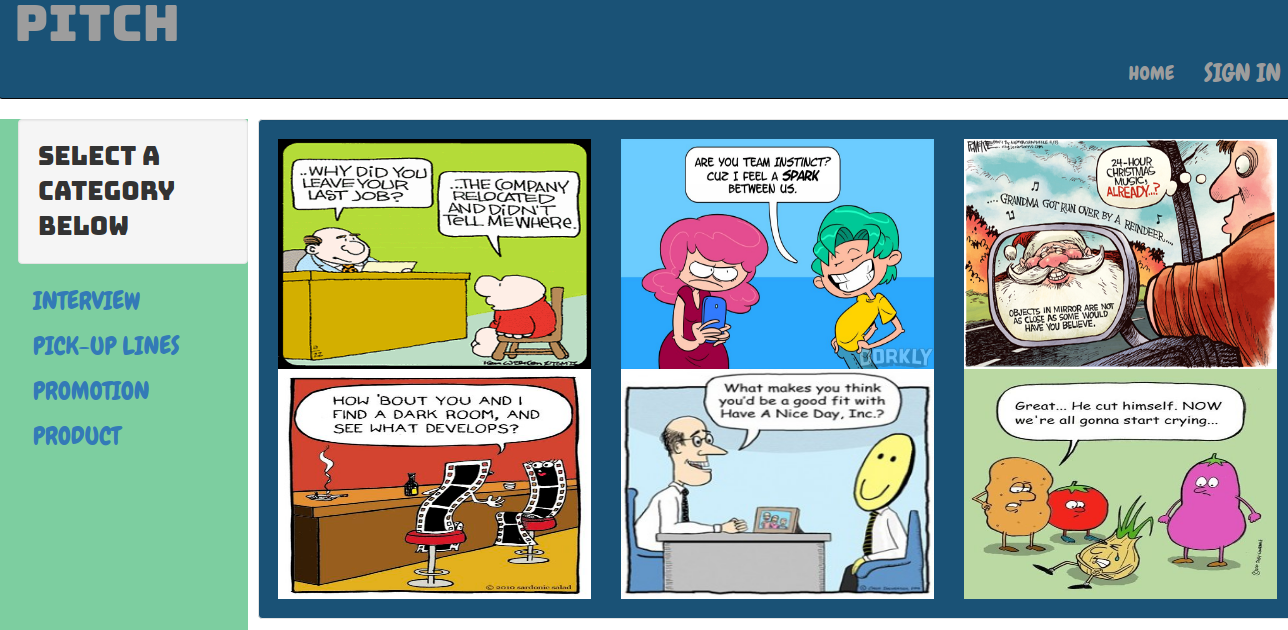 PITCH
HOME
SIGN IN
SELECT A
CATEGORY
BELOW
INTERVIEW
PICK-UP LINES
PROMOTION
PRODUCT
..WHY DiD YOU
LEAVE YOUR
LAST JOB?
...THE COMPANY
RELOCATED
AND DiDN'T
TELL ME WHERE.
ARE YOU TEAM INSTINCT?
CUZ I FEEL A SPARK
BETWEEN US.
DORKLY
24-HOUR
CHRISTMAS
MUSIC,
ALREADY..?
....GRANDMA GOT RUN OVER BY A REINDEER....
OBJECTS IN MIRROR ARE NOT
AS CLOSE AS SOME WOULD
HAVE YOU BELIEVE.
HOW 'BOUT YOU AND I
FIND A DARK ROOM, AND
SEE WHAT DEVELOPS?
© 2010 sardonic salad
What makes you think
you'd be a good fit with
Have A Nice Day, Inc.?
Great... He cut himself. NOW
we're all gonna start crying...